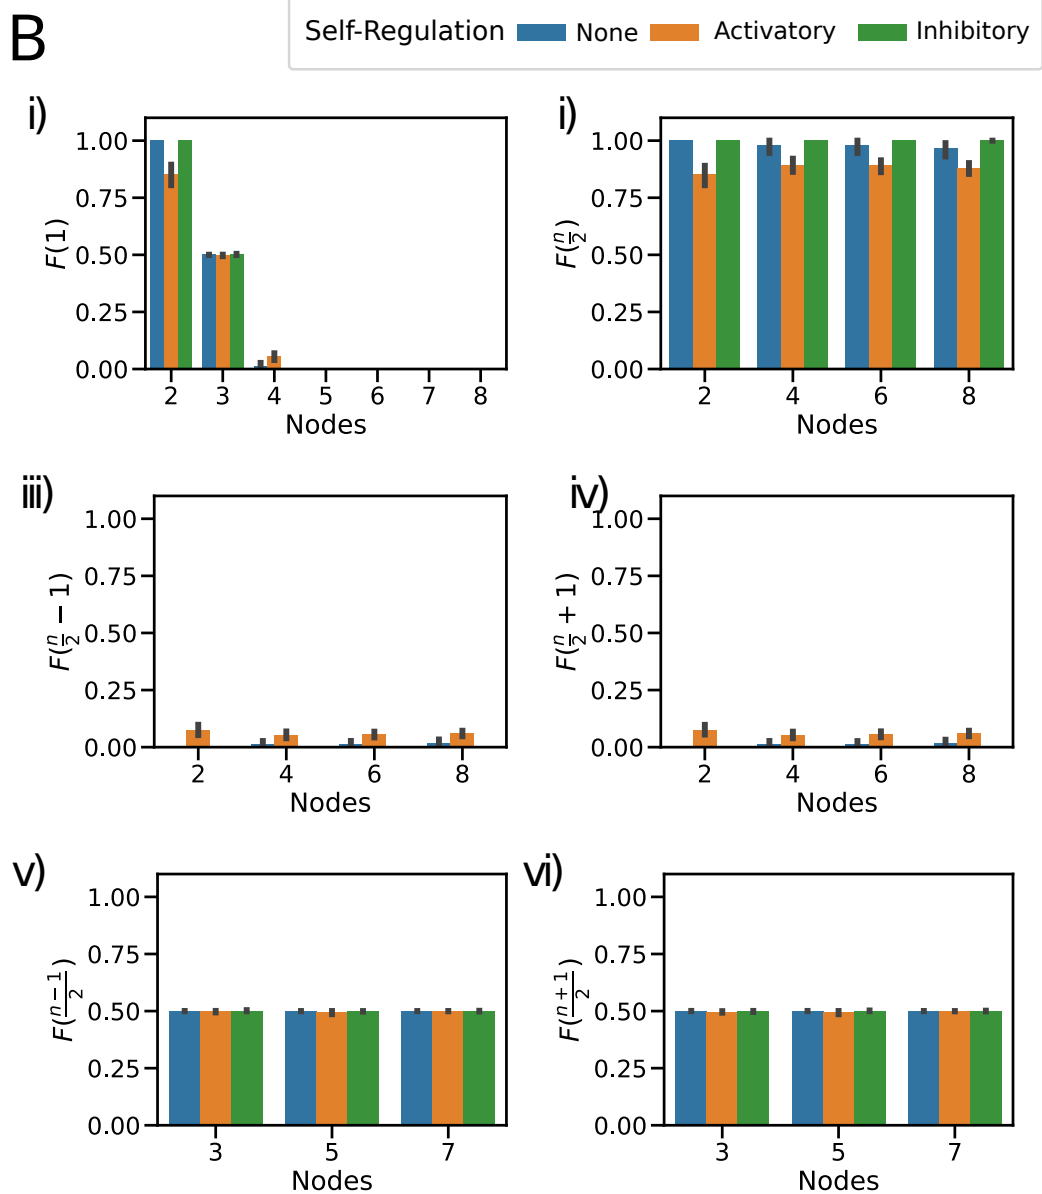 B
Self-Regulation None Activatory Inhibitory
i)
1.00
0.75
0.50
0.25
0.00
F(1)
2 3 4 5 6 7 8
Nodes
i)
1.00
0.75
0.50
0.25
0.00
F(n/2)
2 4 6 8
Nodes
iii)
1.00
0.75
0.50
0.25
0.00
F(n/2 − 1)
2 4 6 8
Nodes
iv)
1.00
0.75
0.50
0.25
0.00
F(n/2 + 1)
2 4 6 8
Nodes
v)
1.00
0.75
0.50
0.25
0.00
F((n−1)/2)
3 5 7
Nodes
vi)
1.00
0.75
0.50
0.25
0.00
F((n+1)/2)
3 5 7
Nodes